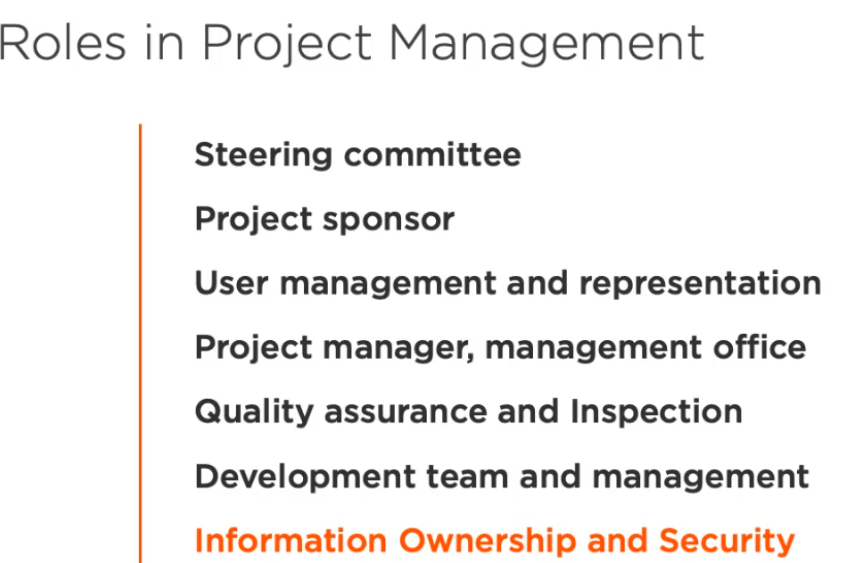 Roles in Project Management
Steering committee
Project sponsor
User management and representation
Project manager, management office
Quality assurance and Inspection
Development team and management
Information Ownership and Security